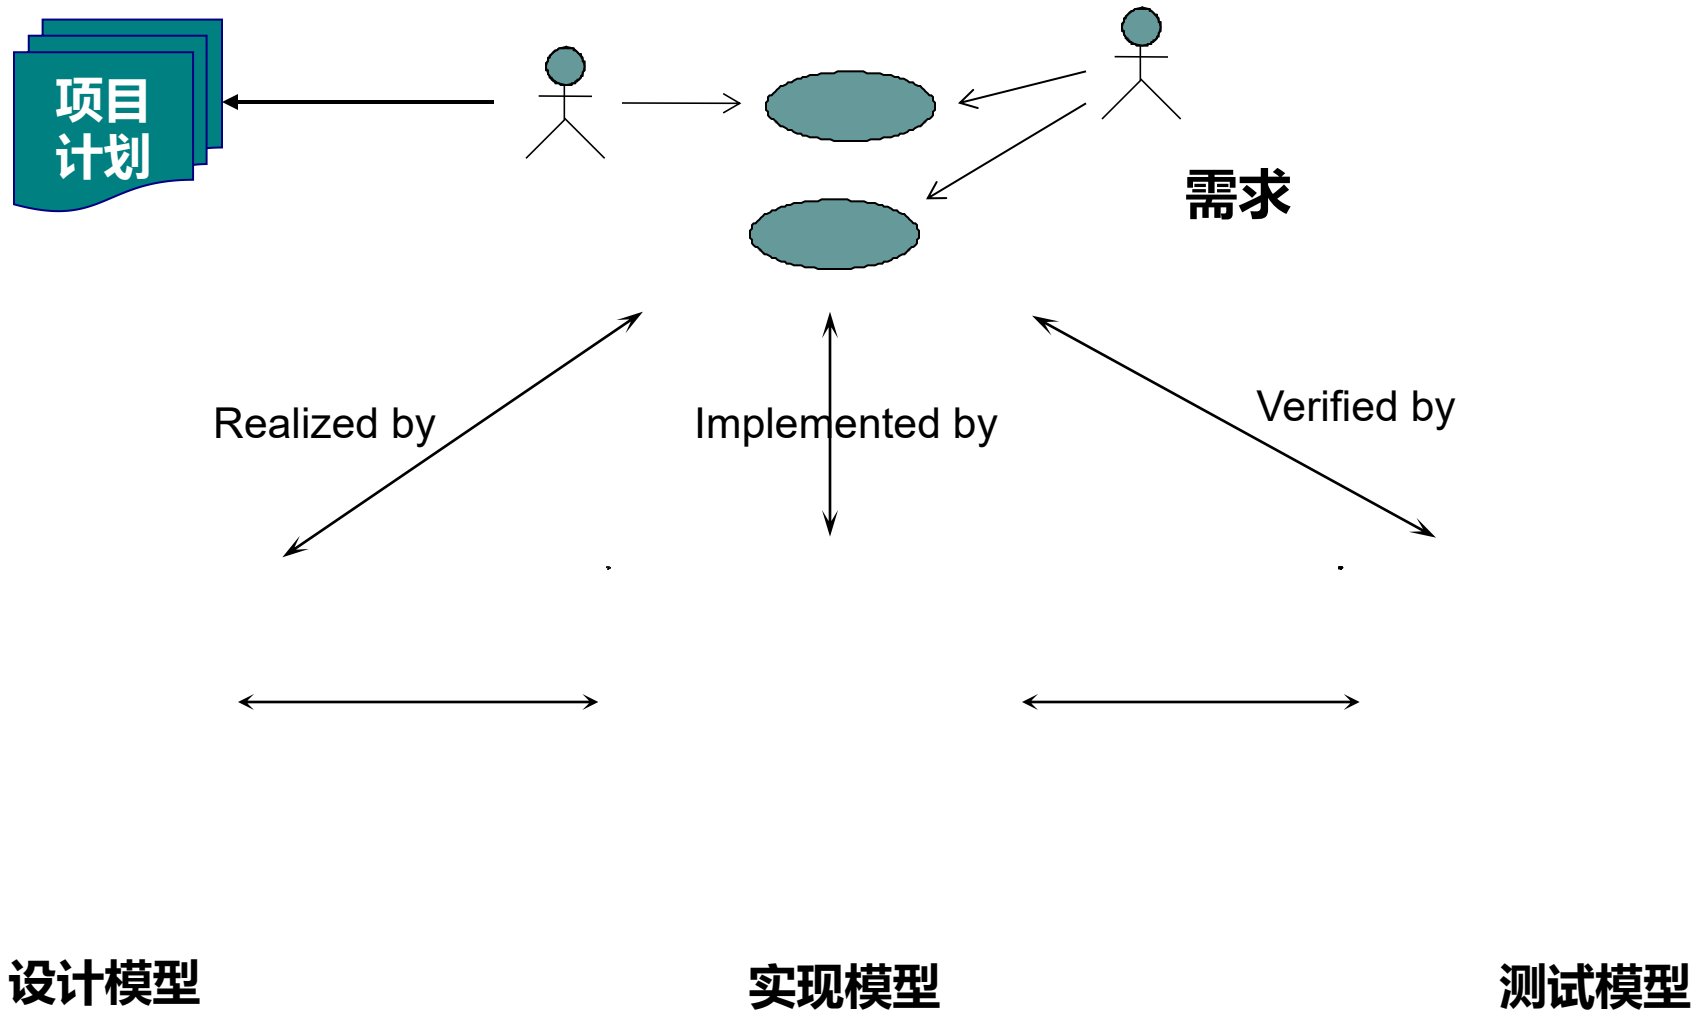 项目
计划
需求
Realized by
Implemented by
Verified by
设计模型
实现模型
测试模型